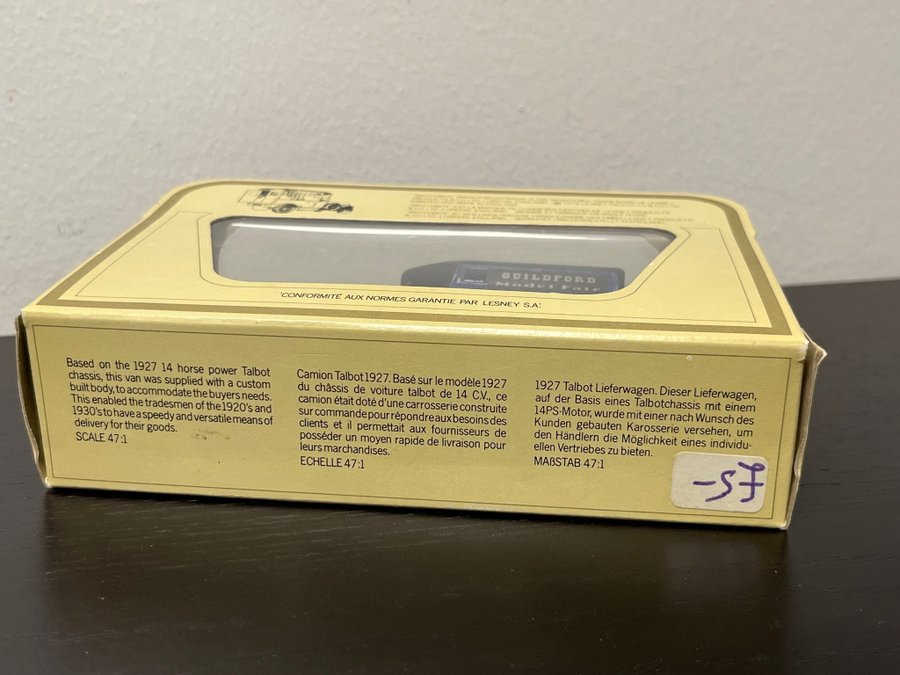 GUILDFORD
Model Fair
"CONFORMITÉ AUX NORMES GARANTIE PAR LESNEY S.A."
Based on the 1927 14 horse power Talbot
chassis, this van was supplied with a custom
built body, to accommodate the buyers needs.
This enabled the tradesmen of the 1920's and
1930's to have a speedy and versatile means of
delivery for their goods.
SCALE 47:1
Camion Talbot 1927. Basé sur le modèle 1927
du châssis de voiture talbot de 14 C.V., ce
camion était doté d'une carrosserie construite
sur commande pour répondre aux besoins des
clients et il permettait aux fournisseurs de
posséder un moyen rapide de livraison pour
leurs marchandises.
ECHELLE 47:1
1927 Talbot Lieferwagen. Dieser Lieferwagen,
auf der Basis eines Talbotchassis mit einem
14PS-Motor, wurde mit einer nach Wunsch des
Kunden gebauten Karosserie versehen, um
den Händlern die Möglichkeit eines individu-
ellen Vertriebes zu bieten.
MAßSTAB 47:1
£5-